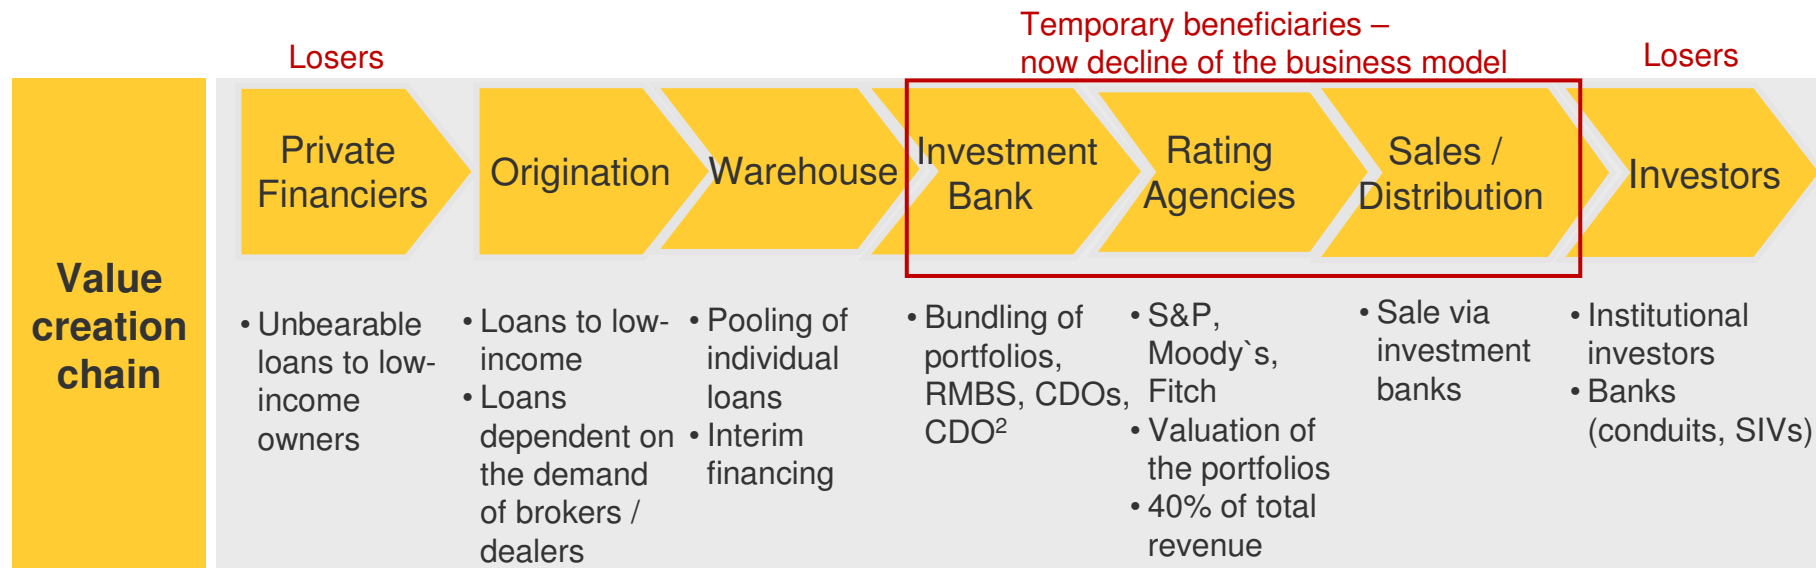 Losers
Temporary beneficiaries –
now decline of the business model
Losers
Value
creation
chain
Private
Financiers
Origination
Warehouse
Investment
Bank
Rating
Agencies
Sales /
Distribution
Investors
• Unbearable
loans to low-
income
owners
• Loans to low-
income
• Loans
dependent on
the demand
of brokers /
dealers
• Pooling of
individual
loans
• Interim
financing
• Bundling of
portfolios,
RMBS, CDOs,
CDO²
• S&P,
Moody`s,
Fitch
• Valuation of
the portfolios
• 40% of total
revenue
• Sale via
investment
banks
• Institutional
investors
• Banks
(conduits, SIVs)